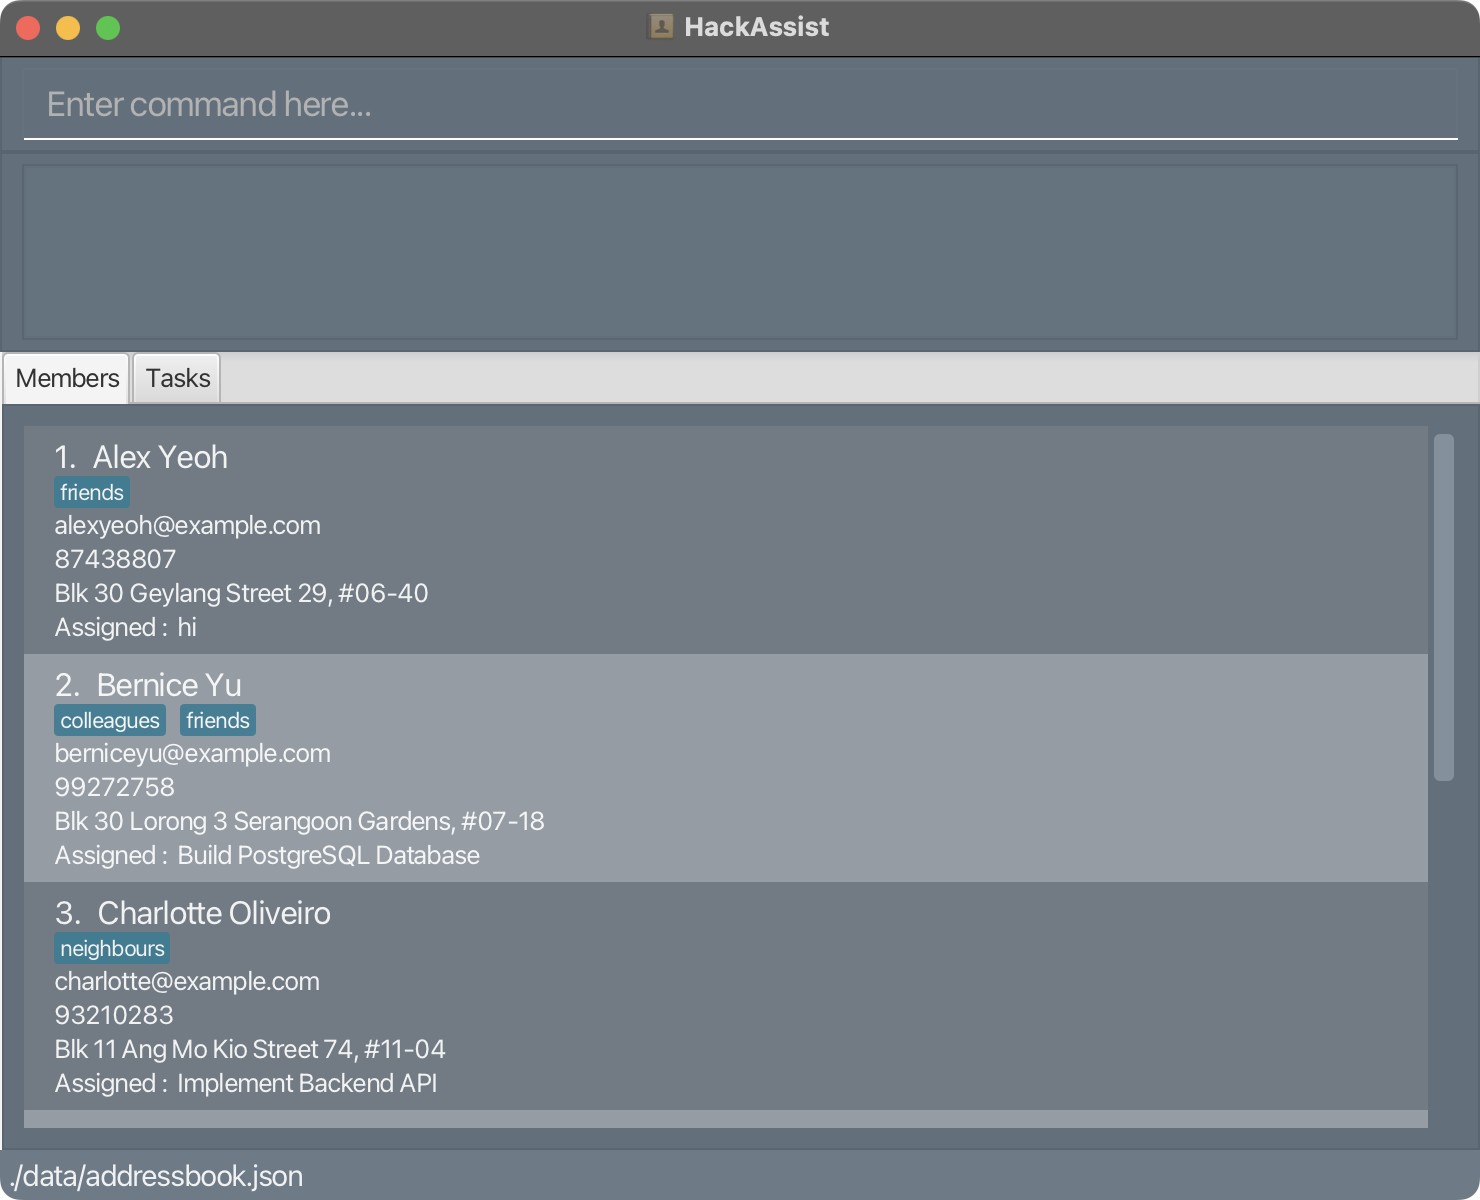 HackAssist
Enter command here...
Members Tasks
1. Alex Yeoh
friends
alexyeoh@example.com
87438807
Blk 30 Geylang Street 29, #06-40
Assigned : hi
2. Bernice Yu
colleagues friends
berniceyu@example.com
99272758
Blk 30 Lorong 3 Serangoon Gardens, #07-18
Assigned : Build PostgreSQL Database
3. Charlotte Oliveiro
neighbours
charlotte@example.com
93210283
Blk 11 Ang Mo Kio Street 74, #11-04
Assigned : Implement Backend API
./data/addressbook.json